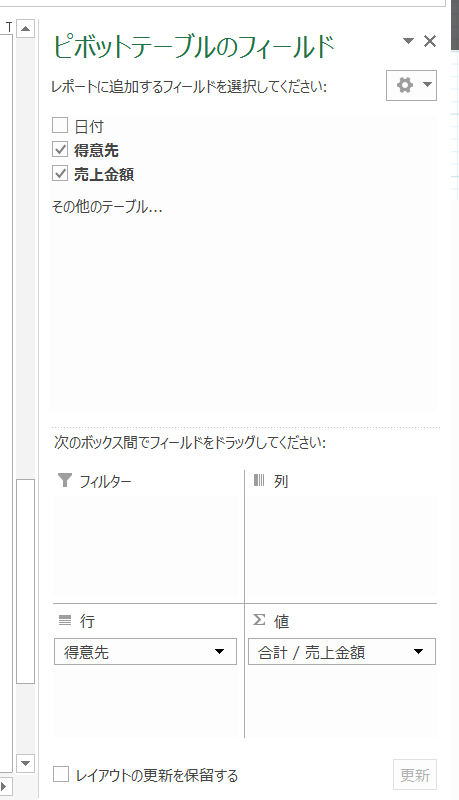 T
ピボットテーブルのフィールド
レポートに追加するフィールドを選択してください:
日付
得意先
売上金額
その他のテーブル...
次のボックス間でフィールドをドラッグしてください:
フィルター
列
行
Σ 値
得意先
合計 / 売上金額
レイアウトの更新を保留する
更新